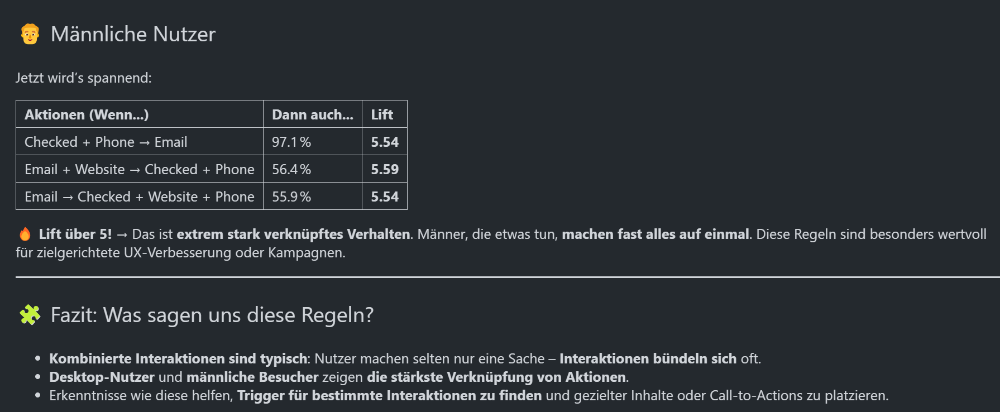 Männliche Nutzer
Jetzt wird’s spannend:
Aktionen (Wenn...) Dann auch... Lift
Checked + Phone → Email 97.1 % 5.54
Email + Website → Checked + Phone 56.4 % 5.59
Email → Checked + Website + Phone 55.9 % 5.54
Lift über 5! → Das ist extrem stark verknüpftes Verhalten. Männer, die etwas tun, machen fast alles auf einmal. Diese Regeln sind besonders wertvoll
für zielgerichtete UX-Verbesserung oder Kampagnen.
Fazit: Was sagen uns diese Regeln?
• Kombinierte Interaktionen sind typisch: Nutzer machen selten nur eine Sache – Interaktionen bündeln sich oft.
• Desktop-Nutzer und männliche Besucher zeigen die stärkste Verknüpfung von Aktionen.
• Erkenntnisse wie diese helfen, Trigger für bestimmte Interaktionen zu finden und gezielter Inhalte oder Call-to-Actions zu platzieren.